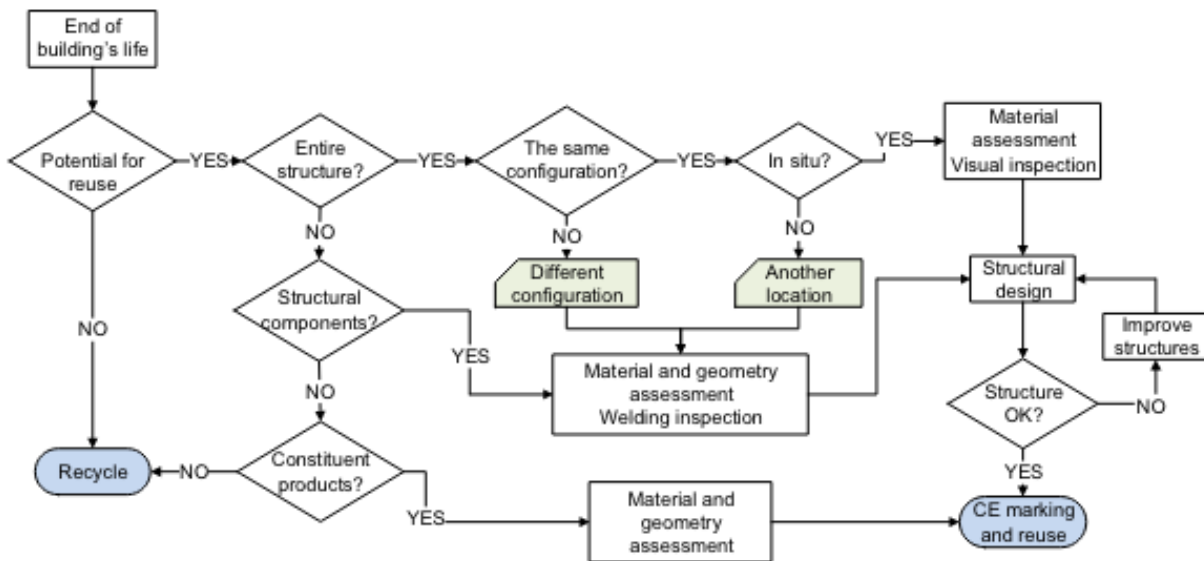 End of
building's life
Potential for
reuse
YES
Entire
structure?
YES
The same
configuration?
YES
In situ?
YES
Material
assessment
Visual inspection
NO
NO
NO
NO
Different
configuration
Another
location
Structural
components?
YES
Structural
design
Improve
structures
Material and geometry
assessment
Welding inspection
NO
Structure
OK?
NO
YES
Recycle
NO
Constituent
products?
YES
Material and
geometry
assessment
CE marking
and reuse